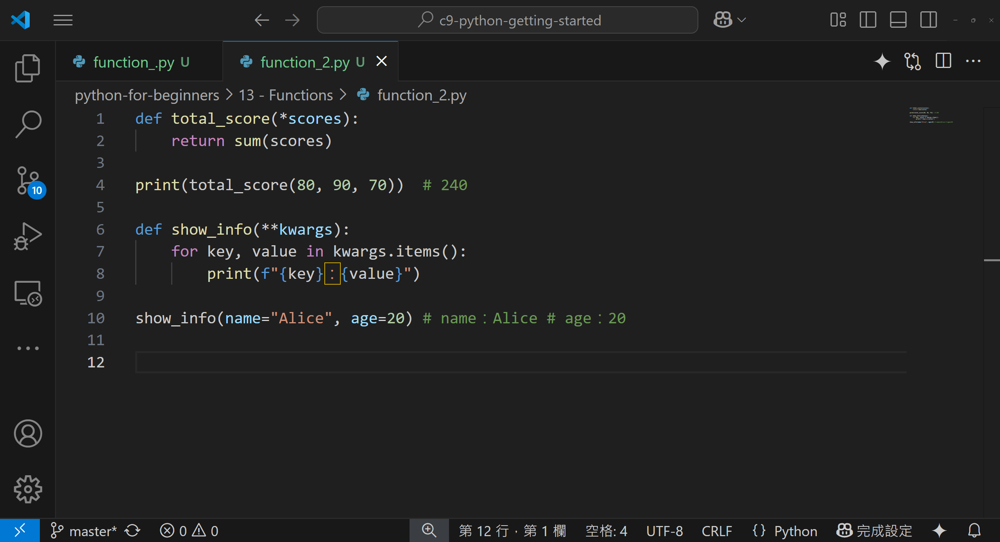 c9-python-getting-started
function_.py U
function_2.py U
python-for-beginners > 13 - Functions > function_2.py
1 def total_score(*scores):
2     return sum(scores)
3
4 print(total_score(80, 90, 70))  # 240
5
6 def show_info(**kwargs):
7     for key, value in kwargs.items():
8         print(f"{key}：{value}")
9
10 show_info(name="Alice", age=20) # name：Alice # age：20
11
12
10
master* 0 0 第 12 行，第 1 欄 空格: 4 UTF-8 CRLF {} Python 完成設定